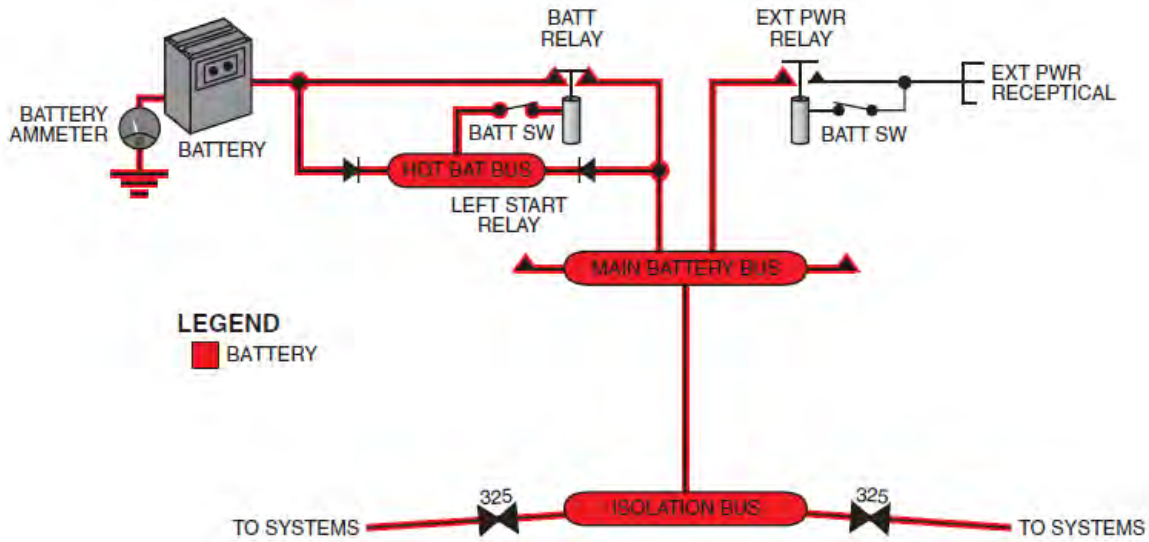 BATT
RELAY
EXT PWR
RELAY
EXT PWR
RECEPTICAL
BATTERY
AMMETER
BATTERY
BATT SW
BATT SW
HOT BAT BUS
LEFT START
RELAY
MAIN BATTERY BUS
LEGEND
BATTERY
325
ISOLATION BUS
325
TO SYSTEMS
TO SYSTEMS